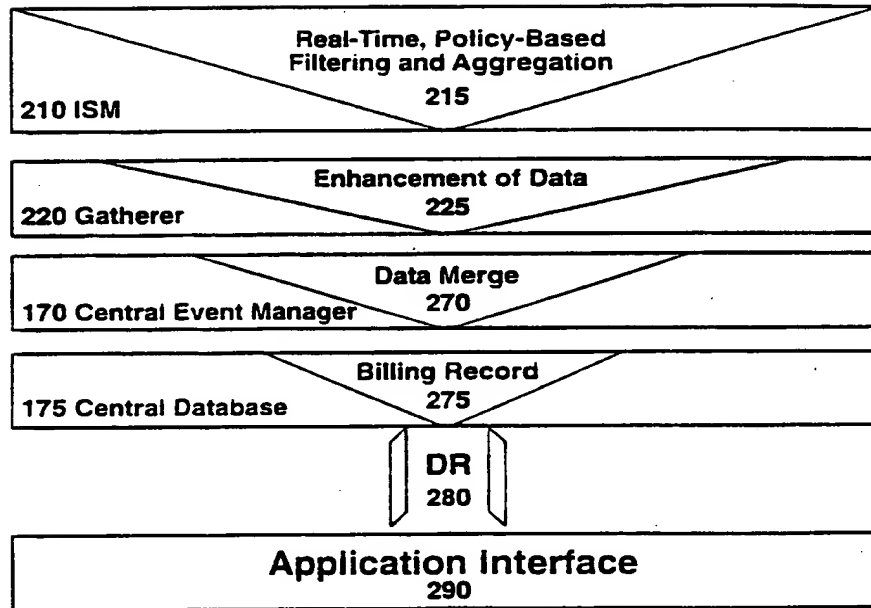 Real-Time, Policy-Based
Filtering and Aggregation
215
210 ISM
Enhancement of Data
225
220 Gatherer
Data Merge
270
170 Central Event Manager
Billing Record
275
175 Central Database
DR
280
Application Interface
290